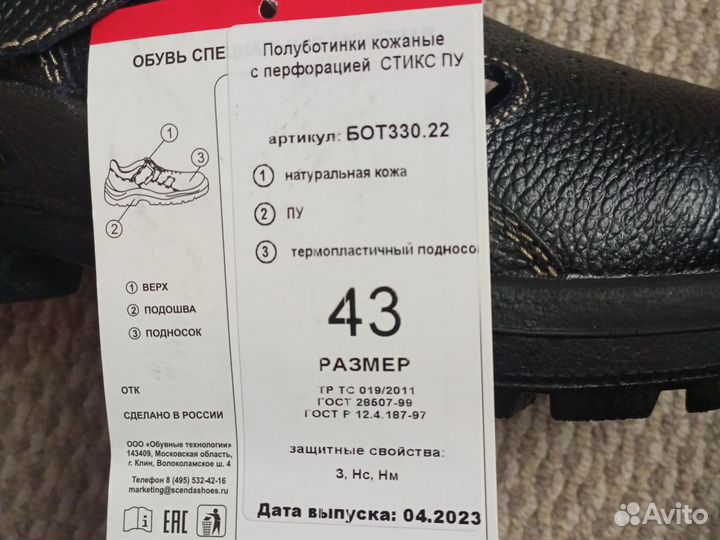 ОБУВЬ СПЕ
Полуботинки кожаные
с перфорацией СТИКС ПУ
артикул: БОТ330.22
1 натуральная кожа
2 ПУ
3 термопластичный подносо
1
3
2
1 ВЕРХ
2 ПОДОШВА
3 ПОДНОСОК
43
РАЗМЕР
ТР ТС 019/2011
ГОСТ 28507-99
ГОСТ Р 12.4.187-97
ОТК
СДЕЛАНО В РОССИИ
защитные свойства:
З, Нс, Нм
ООО «Обувные технологии»
143409, Московская область,
г. Клин, Волоколамское ш. 4
Телефон 8 (495) 532-42-16
marketing@scendashoes.ru
Дата выпуска: 04.2023
EAC
Avito